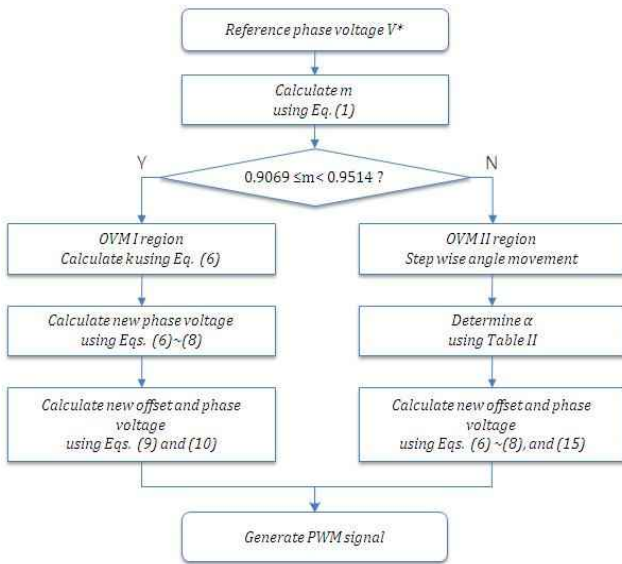 Reference phase voltage V*
Calculate m
using Eq. (1)
Y
N
0.9069 ≤m< 0.9514 ?
OVM I region
Calculate kusing Eq. (6)
OVM II region
Step wise angle movement
Calculate new phase voltage
using Eqs. (6)~(8)
Determine α
using Table II
Calculate new offset and phase
voltage
using Eqs. (9) and (10)
Calculate new offset and phase
voltage
using Eqs. (6) ~(8), and (15)
Generate PWM signal